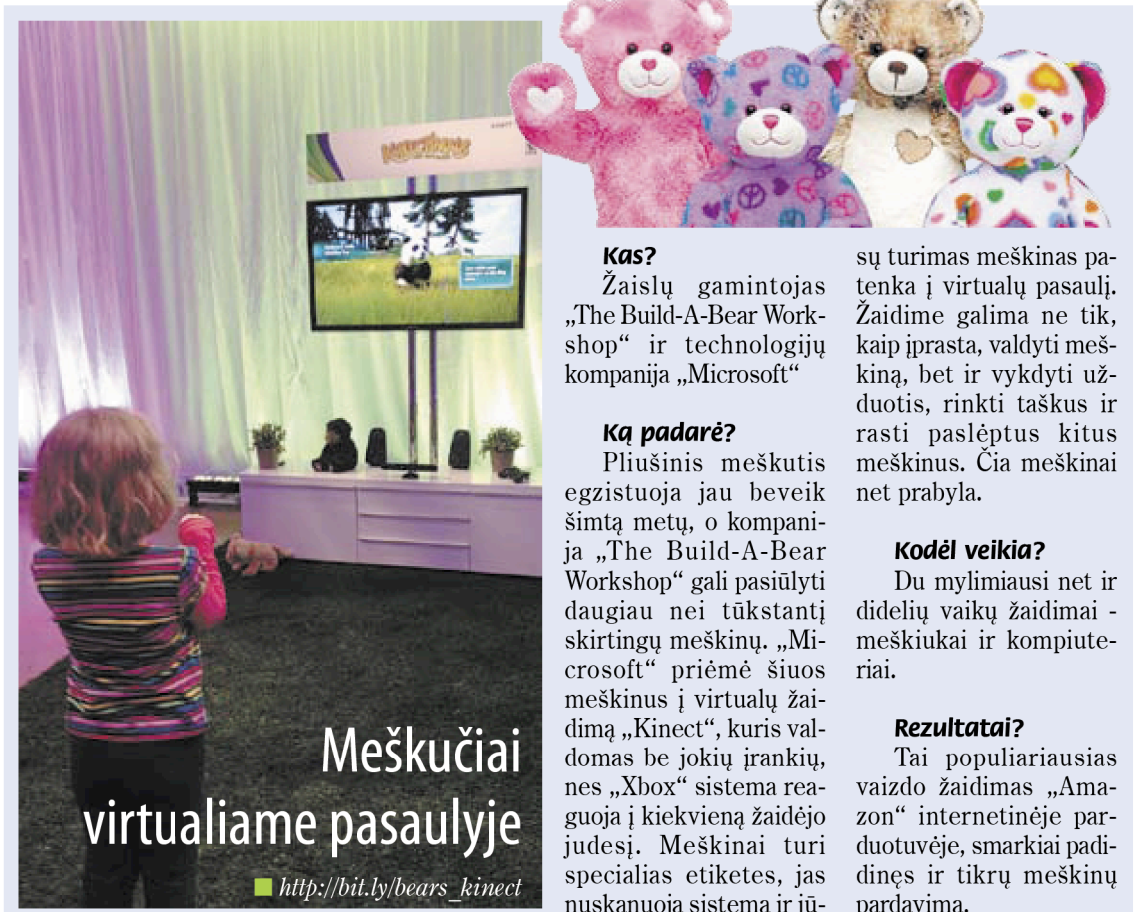 Meškučiai
virtualiame pasaulyje
http://bit.ly/bears_kinect
Kas?
Žaislų gamintojas
„The Build-A-Bear Work-
shop“ ir technologijų
kompanija „Microsoft“
Ką padarė?
Pliušinis meškutis
egzistuoja jau beveik
šimtą metų, o kompani-
ja „The Build-A-Bear
Workshop“ gali pasiūlyti
daugiau nei tūkstantį
skirtingų meškinų. „Mi-
crosoft“ priėmė šiuos
meškinus į virtualų žai-
dimą „Kinect“, kuris val-
domas be jokių įrankių,
nes „Xbox“ sistema rea-
guoja į kiekvieną žaidėjo
judesį. Meškinai turi
specialias etiketes, jas
nuskanuoja sistema ir jū-
sų turimas meškinas pa-
tenka į virtualų pasaulį.
Žaidime galima ne tik,
kaip įprasta, valdyti meš-
kiną, bet ir vykdyti už-
duotis, rinkti taškus ir
rasti paslėptus kitus
meškinus. Čia meškinai
net prabyla.
Kodėl veikia?
Du mylimiausi net ir
didelių vaikų žaidimai -
meškiukai ir kompiute-
riai.
Rezultatai?
Tai populiariausias
vaizdo žaidimas „Ama-
zon“ internetinėje par-
duotuvėje, smarkiai padi-
dinęs ir tikrų meškinų
pardavimą.